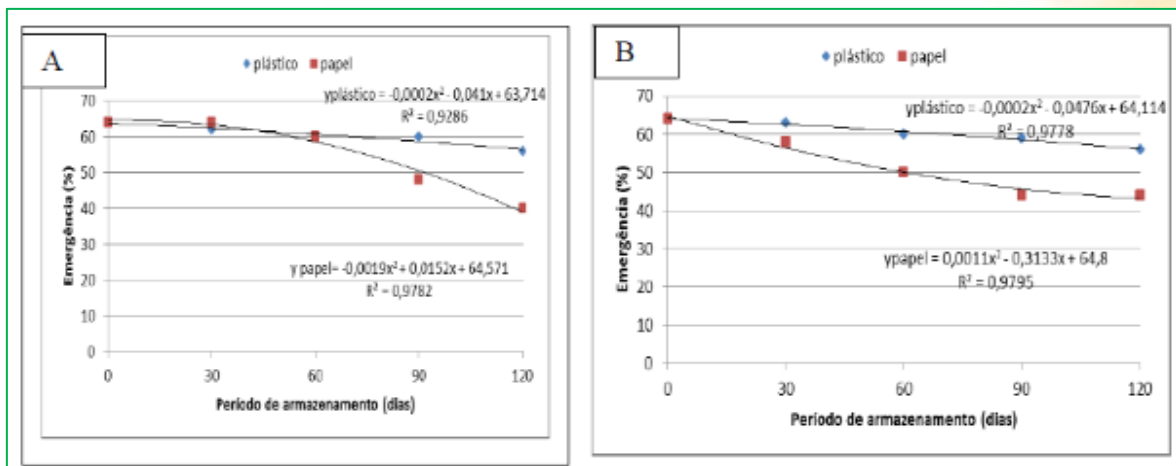 A
plástico papel
yplástico = -0,0002x² - 0,041x + 63,714
R² = 0,9286
70
60
50
40
30
20
10
0
Emergência (%)
y papel= -0,0019x² + 0,0152x + 64,571
R² = 0,9782
0 30 60 90 120
Período de armazenamento (dias)
B
plástico papel
yplástico = -0,0002x² - 0,0476x + 64,114
R² = 0,9778
70
60
50
40
30
20
10
0
Emergência (%)
ypapel = 0,0011x² - 0,3133x + 64,8
R² = 0,9795
0 30 60 90 120
Período de armazenamento (dias)